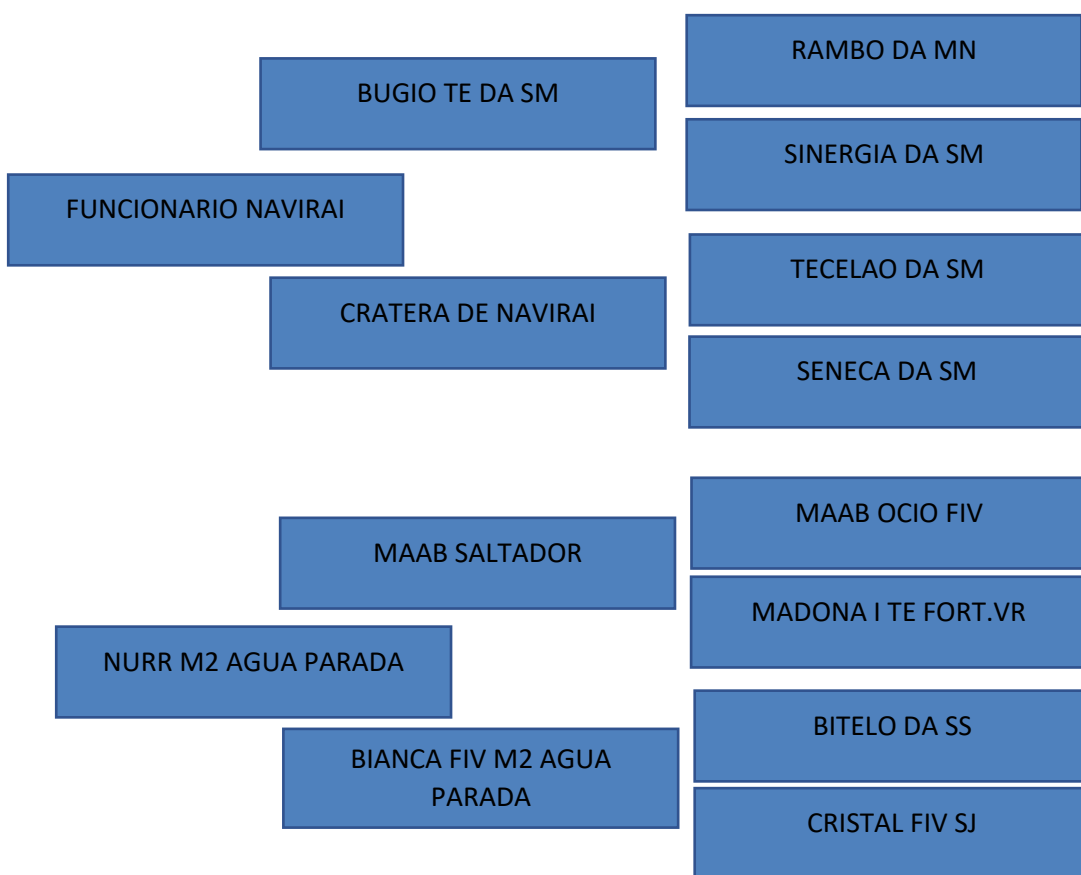 RAMBO DA MN
BUGIO TE DA SM
SINERGIA DA SM
FUNCIONARIO NAVIRAI
TECELAO DA SM
CRATERA DE NAVIRAI
SENECA DA SM
MAAB OCIO FIV
MAAB SALTADOR
MADONA I TE FORT.VR
NURR M2 AGUA PARADA
BITELO DA SS
BIANCA FIV M2 AGUA
PARADA
CRISTAL FIV SJ